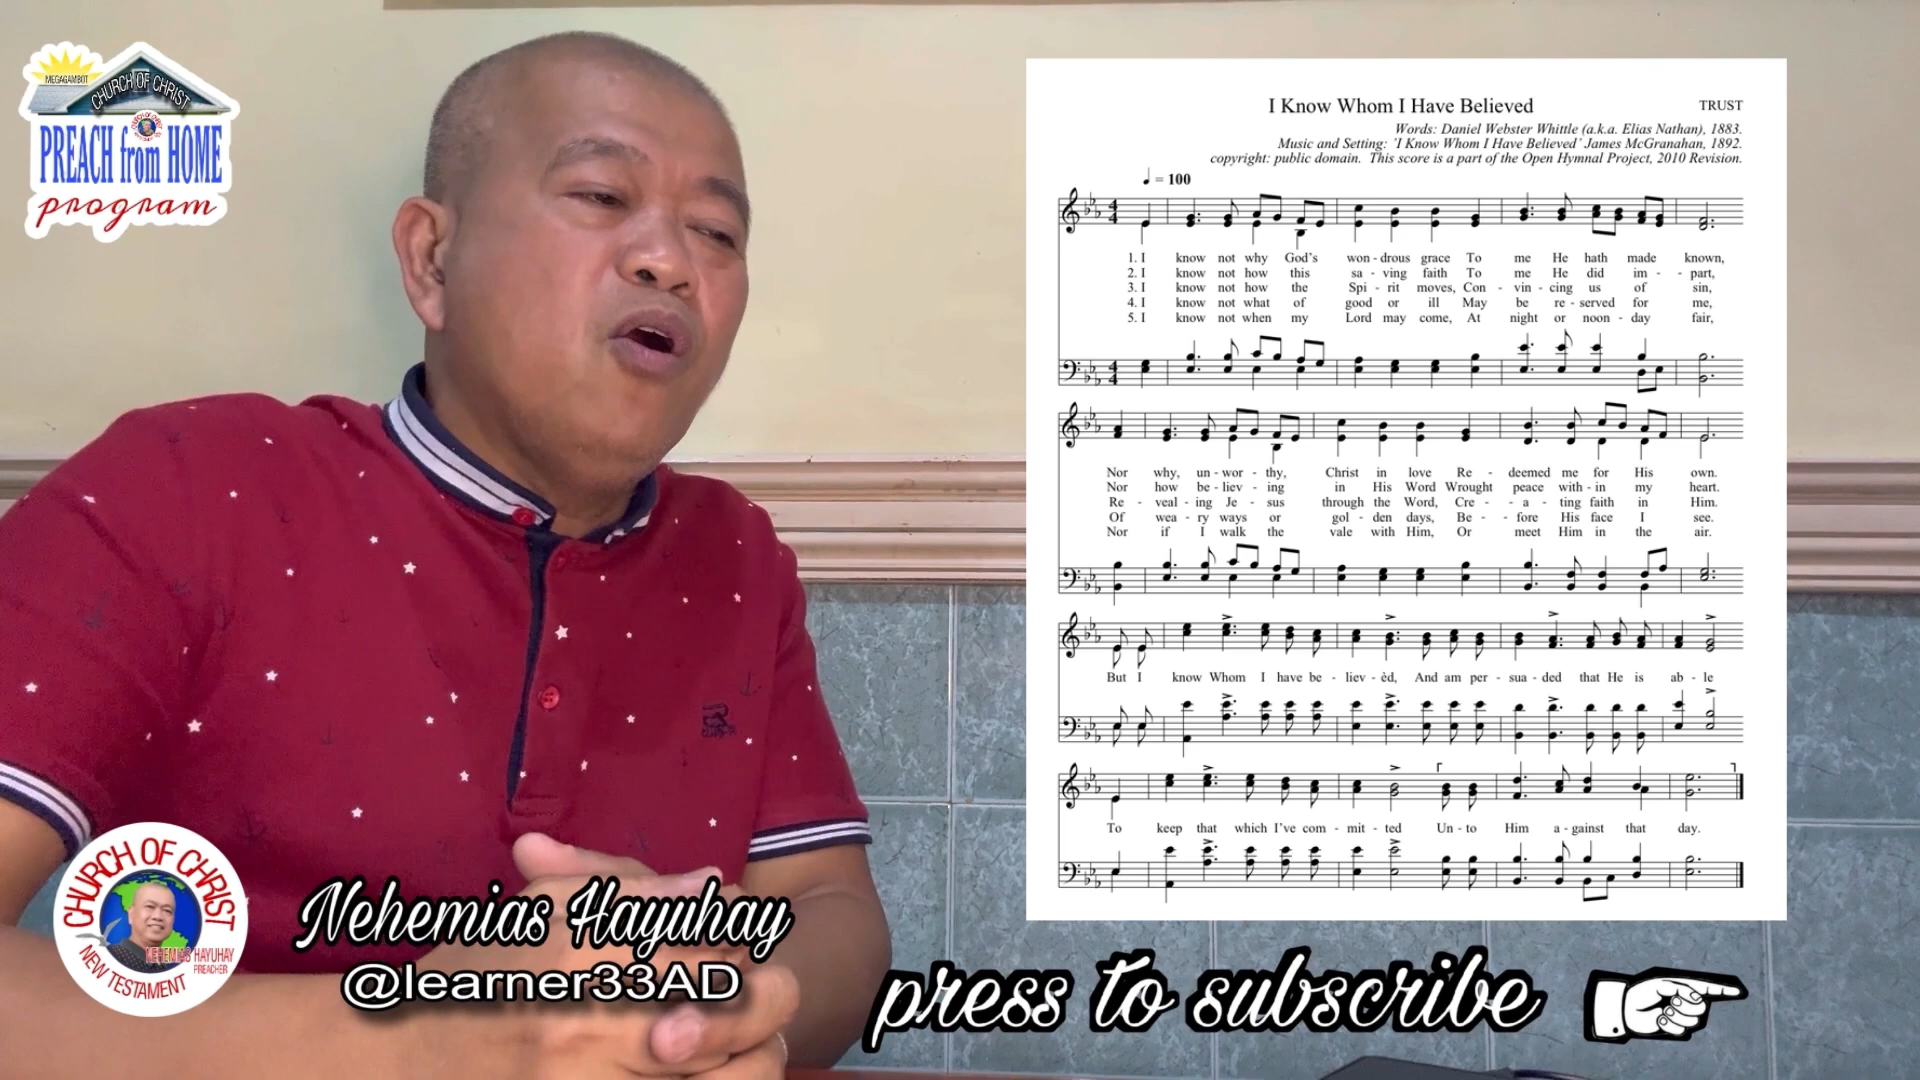 MEGAGAMBOT
CHURCH OF CHRIST
PREACH from HOME
program
I Know Whom I Have Believed
TRUST
Words: Daniel Webster Whittle (a.k.a. Elias Nathan), 1883.
Music and Setting: 'I Know Whom I Have Believed' James McGranahan, 1892.
copyright: public domain. This score is a part of the Open Hymnal Project, 2010 Revision.
= 100
1. I know not why God's won - drous grace To me He hath made known,
2. I know not how this sa - ving faith To me He did im - part,
3. I know not how the Spi - rit moves, Con - vin - cing us of sin,
4. I know not what of good or ill May be re - served for me,
5. I know not when my Lord may come, At night or noon - day fair,
Nor why, un - wor - thy, Christ in love Re - deemed me for His own.
Nor how be - liev - ing in His Word Wrought peace with - in my heart.
Re - veal - ing Je - sus through the Word, Cre - a - ting faith in Him.
Of wea - ry ways or gol - den days, Be - fore His face I see.
Nor if I walk the vale with Him, Or meet Him in the air.
But I know Whom I have be - liev - èd, And am per - sua - ded that He is ab - le
To keep that which I've com - mit - ted Un - to Him a - gainst that day.
CHURCH OF CHRIST
NEHEMIAS HAYUHAY
PREACHER
NEW TESTAMENT
Nehemias Hayuhay
@learner33AD
press to subscribe